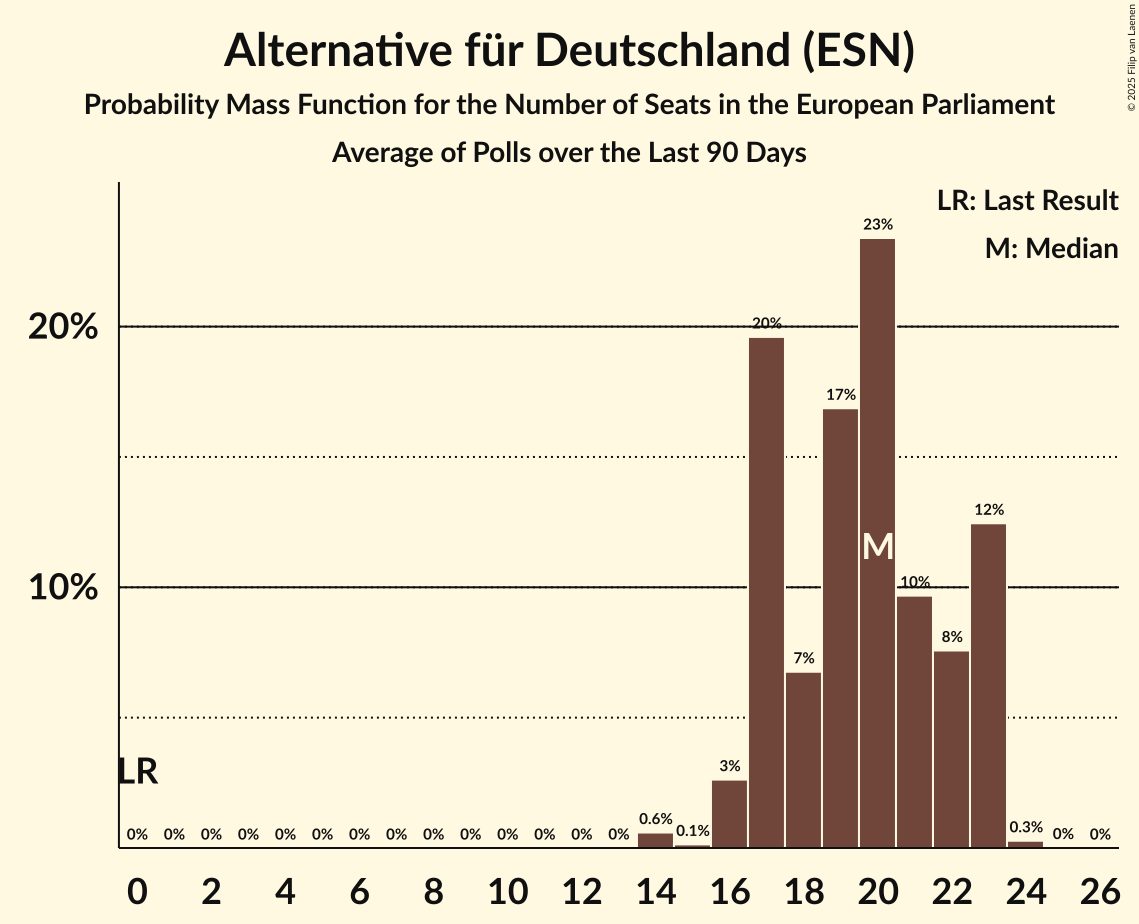 Alternative für Deutschland (ESN)
Probability Mass Function for the Number of Seats in the European Parliament
Average of Polls over the Last 90 Days
© 2025 Filip van Laenen
LR: Last Result
M: Median
20%
10%
LR
M
0% 0% 0% 0% 0% 0% 0% 0% 0% 0% 0% 0% 0% 0% 0.6% 0.1% 3% 20% 7% 17% 23% 10% 8% 12% 0.3% 0% 0%
0 2 4 6 8 10 12 14 16 18 20 22 24 26